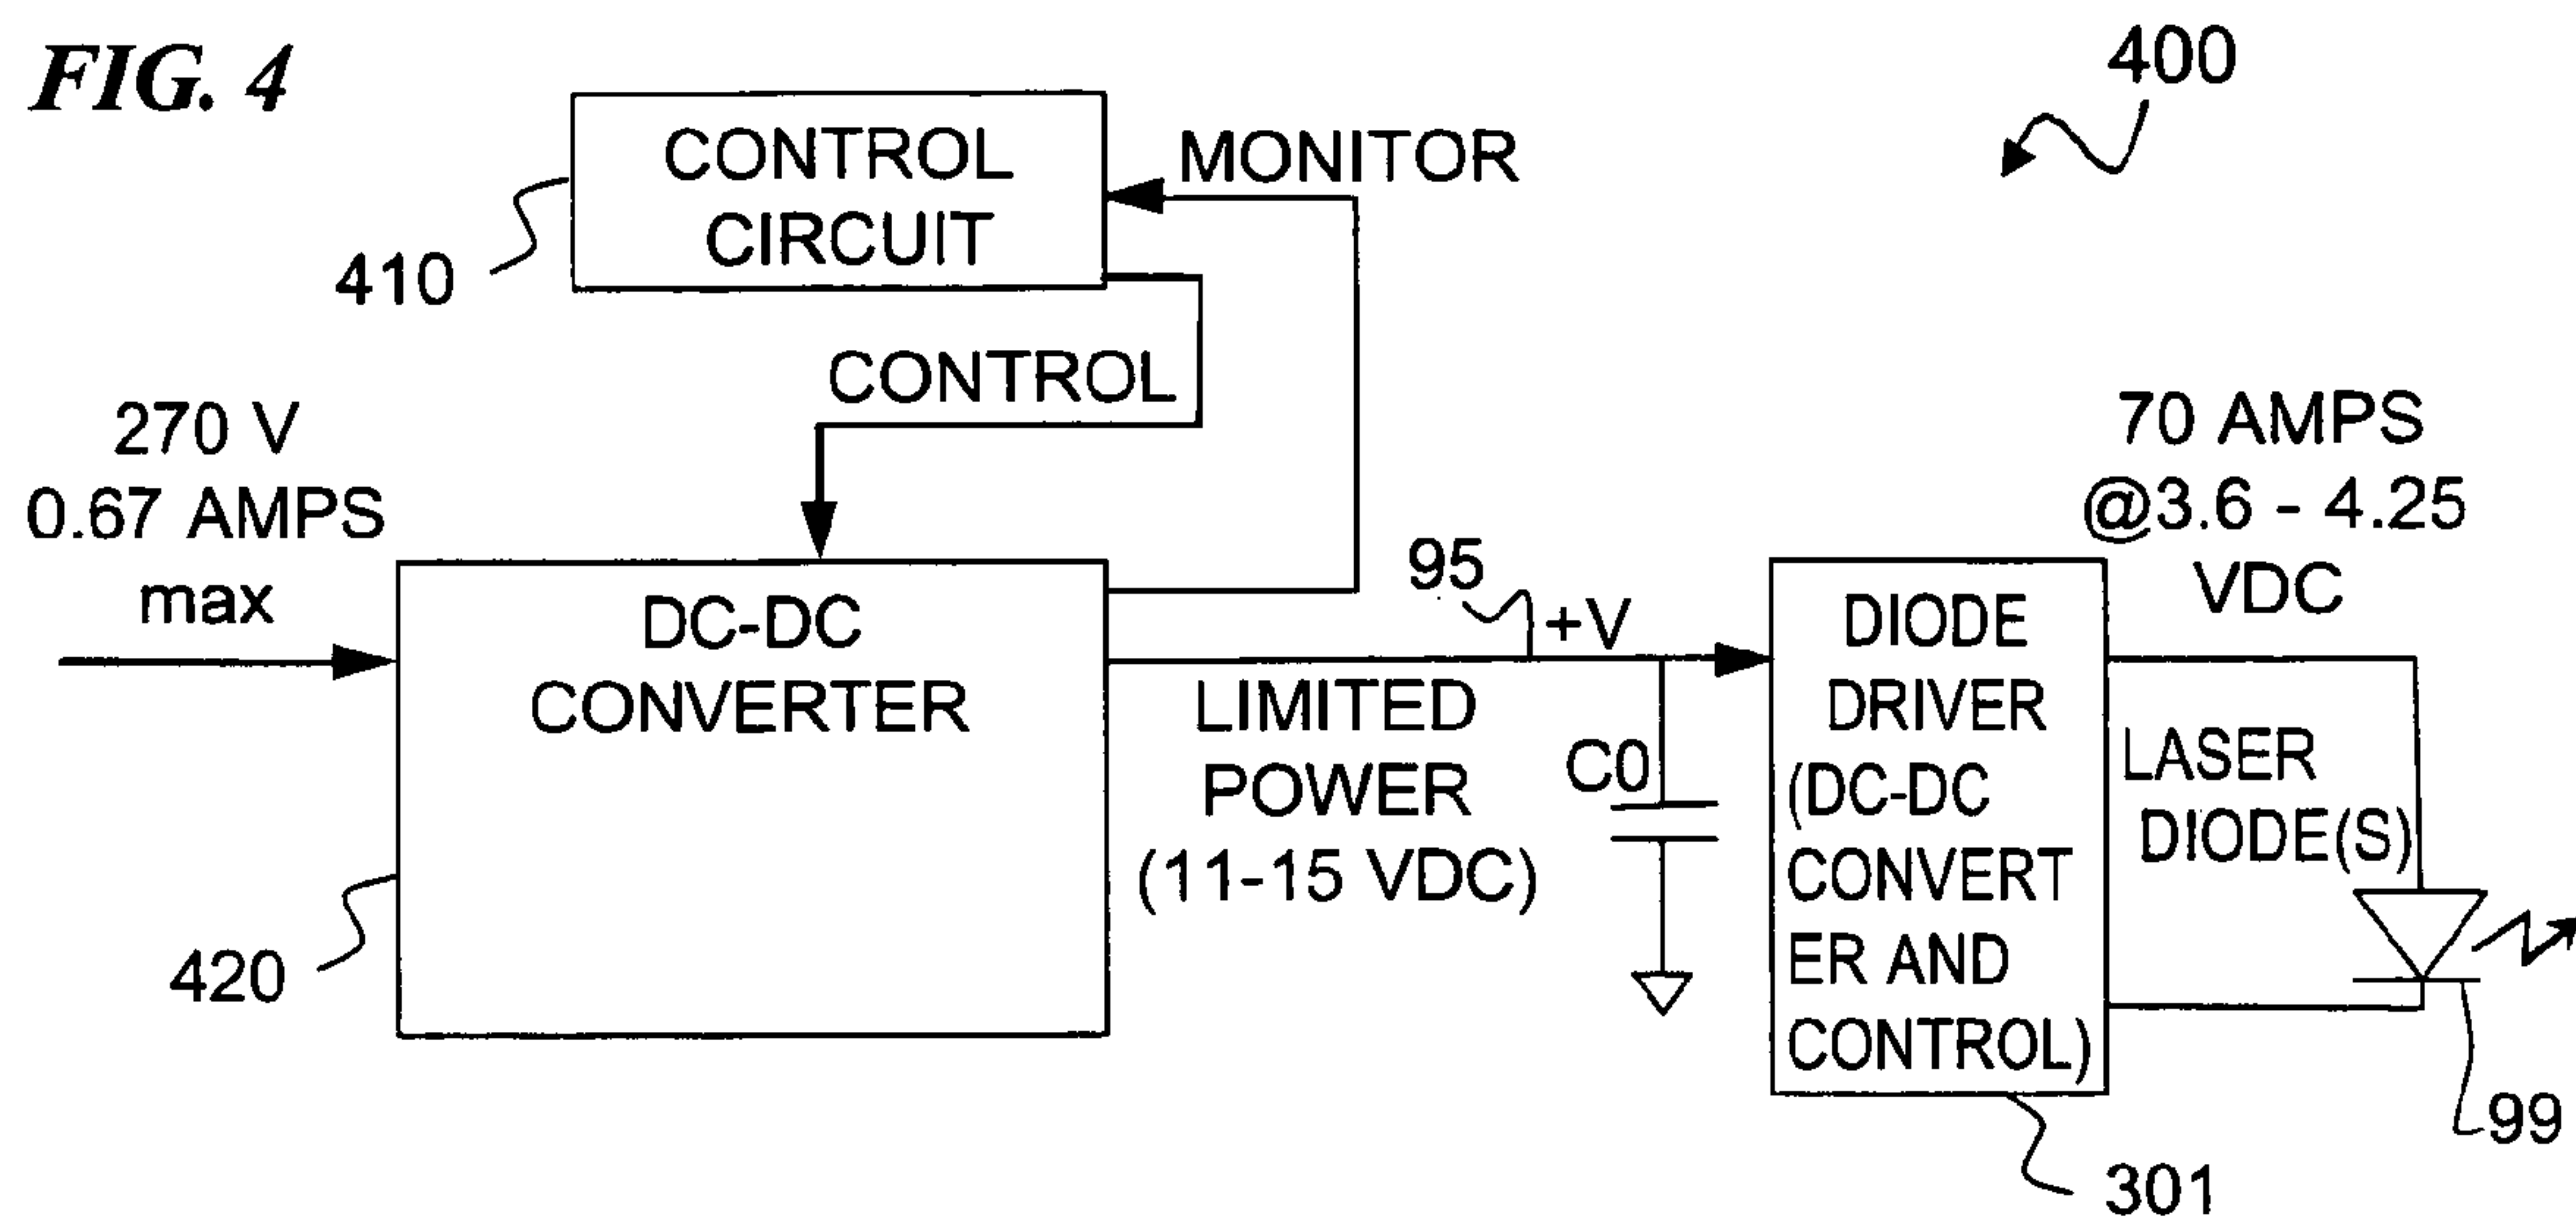 FIG. 4
400
CONTROL
CIRCUIT
MONITOR
410
CONTROL
270 V
0.67 AMPS
max
70 AMPS
@3.6 - 4.25
VDC
95
+V
DC-DC
CONVERTER
LIMITED
POWER
(11-15 VDC)
C0
DIODE
DRIVER
(DC-DC
CONVERT
ER AND
CONTROL)
LASER
DIODE(S)
420
99
301